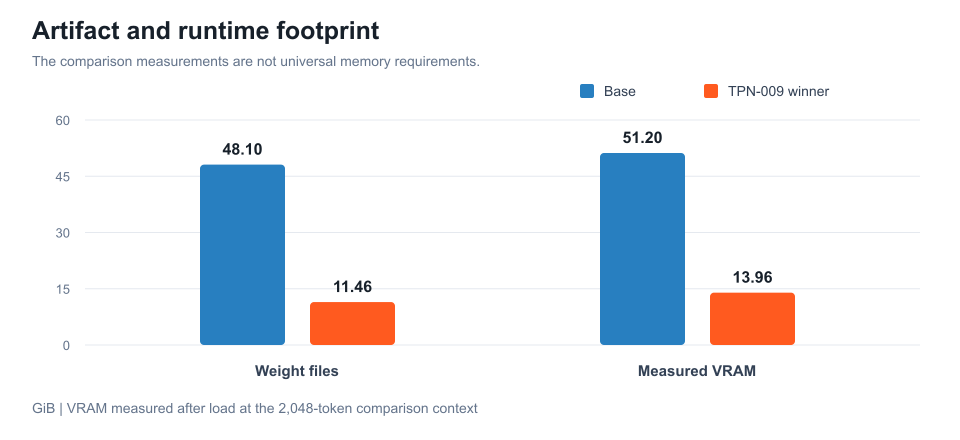 Artifact and runtime footprint
The comparison measurements are not universal memory requirements.
Base TPN-009 winner
60
45
30
15
0
48.10
11.46
51.20
13.96
Weight files Measured VRAM
GiB | VRAM measured after load at the 2,048-token comparison context